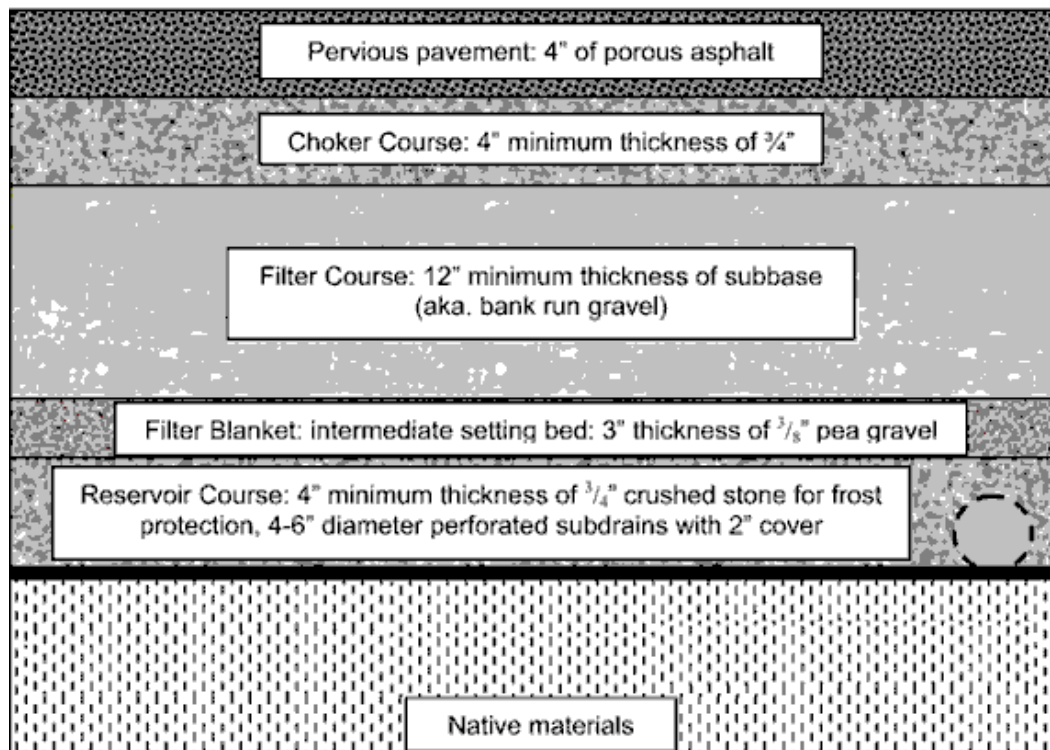 Pervious pavement: 4” of porous asphalt
Choker Course: 4” minimum thickness of ¾”
Filter Course: 12” minimum thickness of subbase
(aka. bank run gravel)
Filter Blanket: intermediate setting bed: 3” thickness of ³/₈” pea gravel
Reservoir Course: 4” minimum thickness of ³/₄” crushed stone for frost
protection, 4-6” diameter perforated subdrains with 2” cover
Native materials